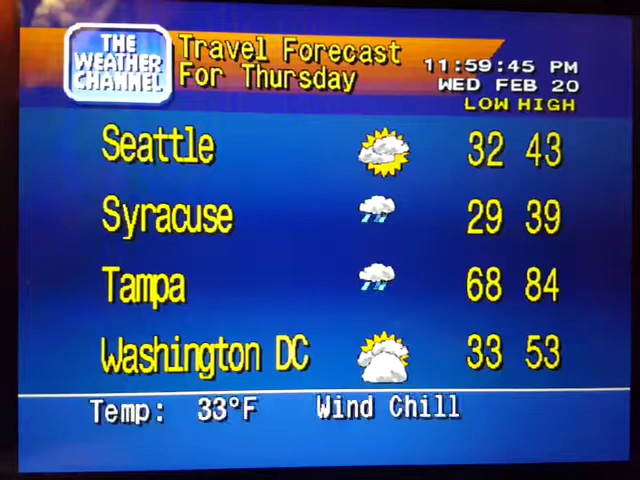 THE
WEATHER
CHANNEL
Travel Forecast
For Thursday
11:59:45 PM
WED FEB 20
LOW HIGH
Seattle 32 43
Syracuse 29 39
Tampa 68 84
Washington DC 33 53
Temp: 33°F Wind Chill